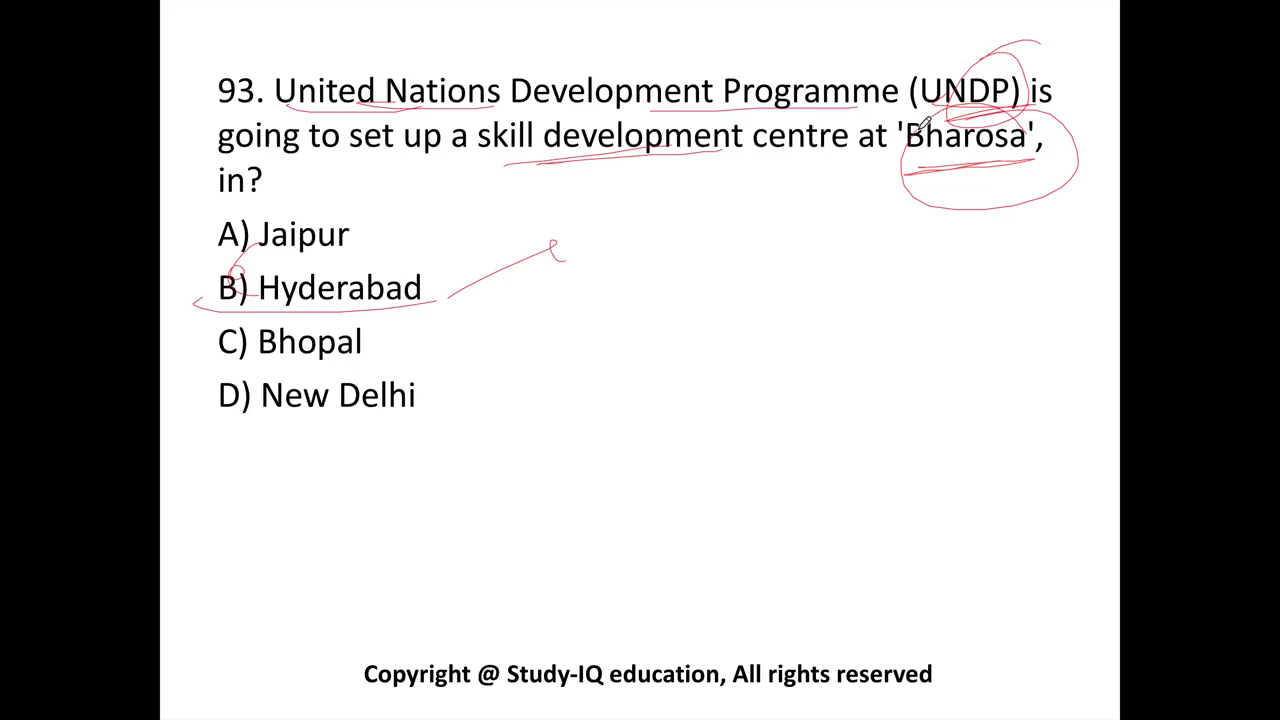 93. United Nations Development Programme (UNDP) is
going to set up a skill development centre at 'Bharosa',
in?
A) Jaipur
B) Hyderabad
C) Bhopal
D) New Delhi
Copyright @ Study-IQ education, All rights reserved